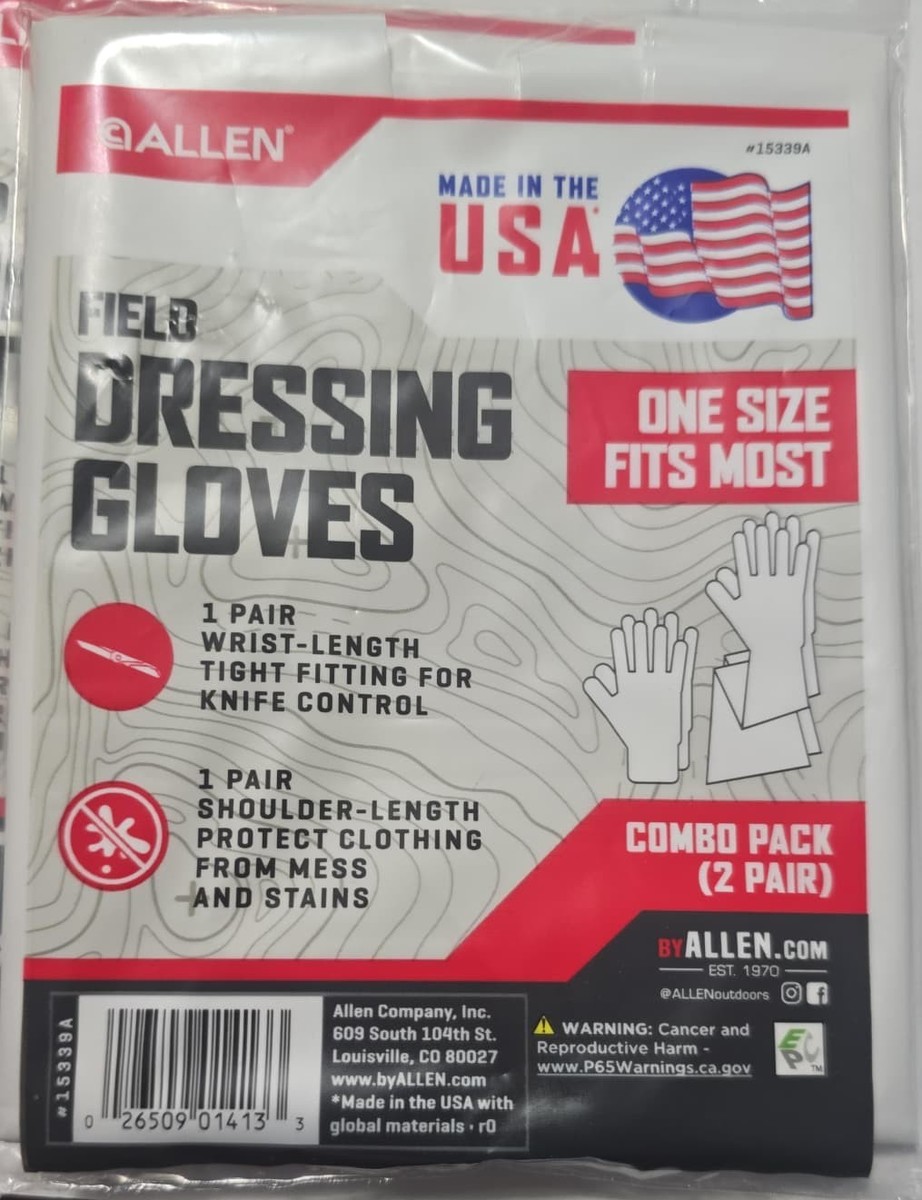 ALLEN®
#15339A
MADE IN THE
USA*
FIELD
DRESSING
GLOVES
ONE SIZE
FITS MOST
1 PAIR
WRIST-LENGTH
TIGHT FITTING FOR
KNIFE CONTROL
1 PAIR
SHOULDER-LENGTH
PROTECT CLOTHING
FROM MESS
AND STAINS
COMBO PACK
(2 PAIR)
BYALLEN.COM
EST. 1970
@ALLENoutdoors
#15339A
0 26509 01413 3
Allen Company, Inc.
609 South 104th St.
Louisville, CO 80027
www.byALLEN.com
*Made in the USA with
global materials · r0
WARNING: Cancer and
Reproductive Harm -
www.P65Warnings.ca.gov
EPC™